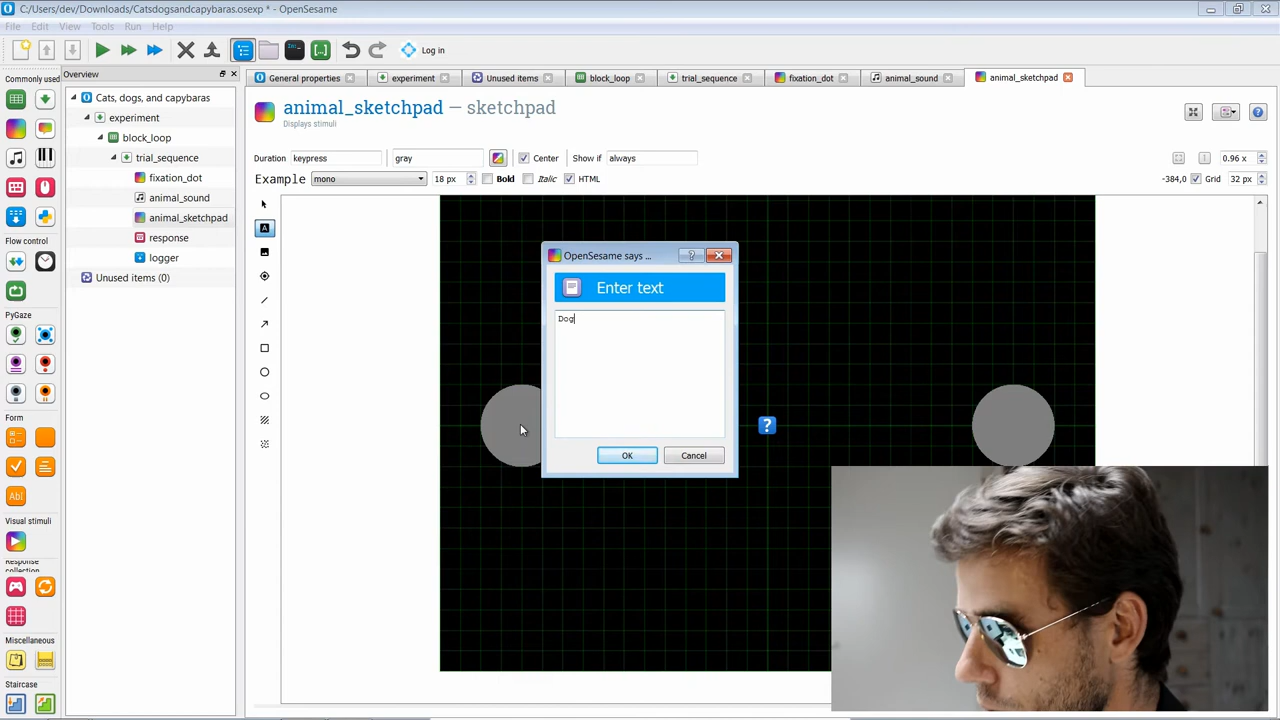 C:/Users/dev/Downloads/Catsdogsandcapybaras.osexp * - OpenSesame
File Edit View Tools Run Help
Log in
Commonly used
Flow control
PyGaze
Form
Visual stimuli
Response collection
Miscellaneous
Staircase
Overview
Cats, dogs, and capybaras
experiment
block_loop
trial_sequence
fixation_dot
animal_sound
animal_sketchpad
response
logger
Unused items (0)
General properties experiment Unused items block_loop trial_sequence fixation_dot animal_sound animal_sketchpad
animal_sketchpad — sketchpad
Displays stimuli
Duration keypress gray Center Show if always 0.96 x
Example mono 18 px Bold Italic HTML -384,0 Grid 32 px
OpenSesame says ...
Enter text
Dog
OK Cancel